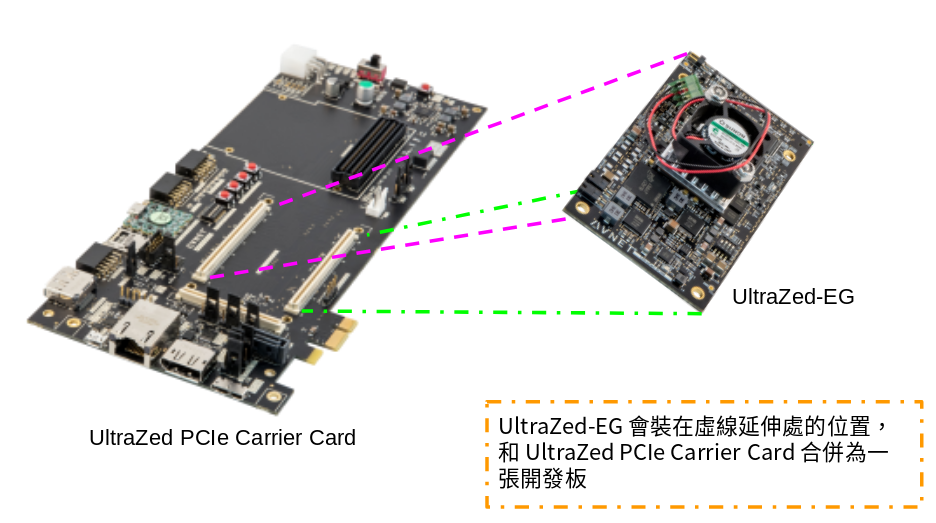 AVNET
UltraZed-EG
UltraZed PCIe Carrier Card
UltraZed-EG 會裝在虛線延伸處的位置，
和 UltraZed PCIe Carrier Card 合併為一
張開發板